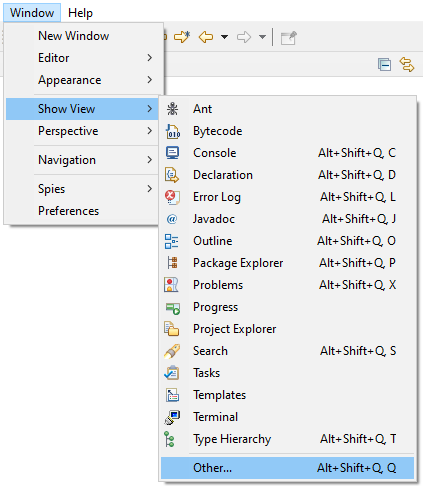 Window Help
New Window
Editor
Appearance
Show View
Perspective
Navigation
Spies
Preferences
Ant
Bytecode
Console Alt+Shift+Q, C
Declaration Alt+Shift+Q, D
Error Log Alt+Shift+Q, L
Javadoc Alt+Shift+Q, J
Outline Alt+Shift+Q, O
Package Explorer Alt+Shift+Q, P
Problems Alt+Shift+Q, X
Progress
Project Explorer
Search Alt+Shift+Q, S
Tasks
Templates
Terminal
Type Hierarchy Alt+Shift+Q, T
Other... Alt+Shift+Q, Q